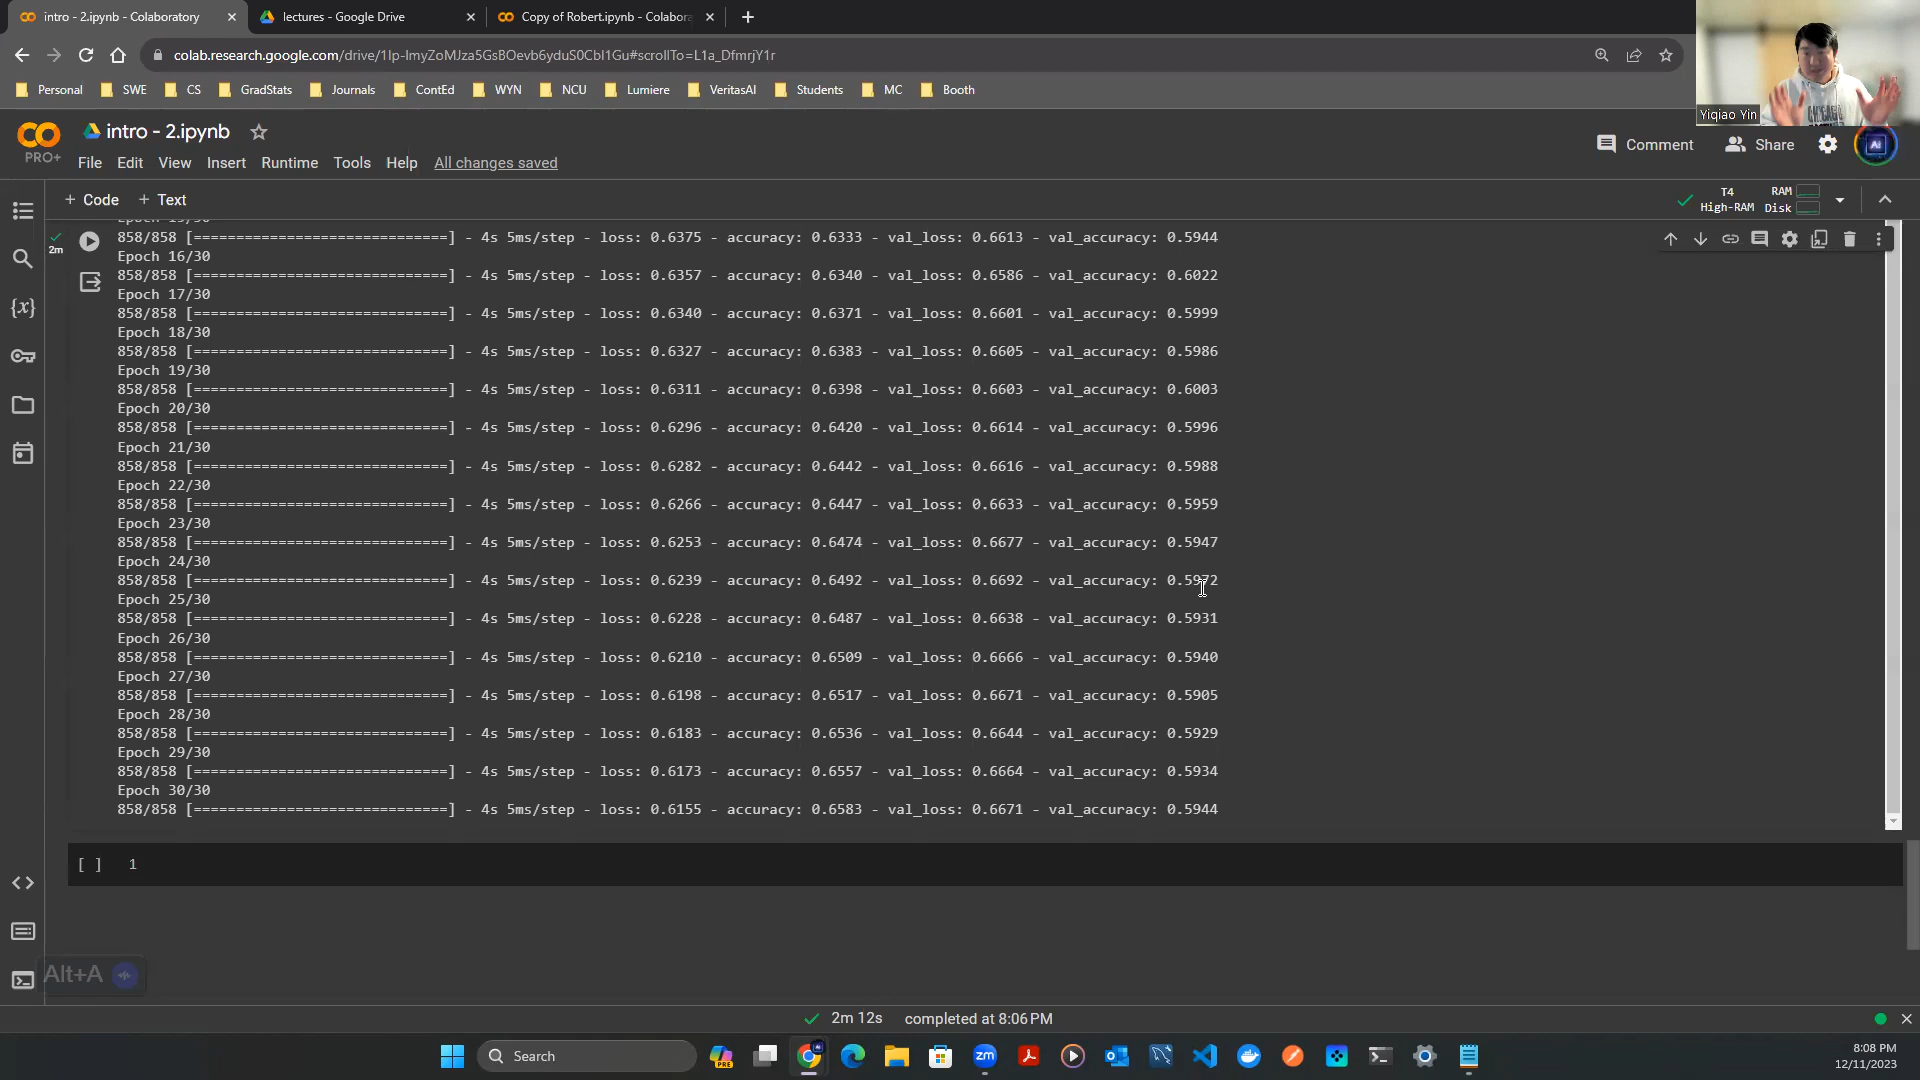 intro - 2.ipynb - Colaboratory
lectures - Google Drive
Copy of Robert.ipynb - Colabora
colab.research.google.com/drive/1Ip-ImyZoMJza5GsBOevb6yduS0CbI1Gu#scrollTo=L1a_DfmrjY1r
Personal SWE CS GradStats Journals ContEd WYN NCU Lumiere VeritasAI Students MC Booth
Yiqiao Yin
intro - 2.ipynb
PRO+
Comment Share
File Edit View Insert Runtime Tools Help All changes saved
+ Code + Text
T4 High-RAM RAM Disk
2m
858/858 [==============================] - 4s 5ms/step - loss: 0.6375 - accuracy: 0.6333 - val_loss: 0.6613 - val_accuracy: 0.5944
Epoch 16/30
858/858 [==============================] - 4s 5ms/step - loss: 0.6357 - accuracy: 0.6340 - val_loss: 0.6586 - val_accuracy: 0.6022
Epoch 17/30
858/858 [==============================] - 4s 5ms/step - loss: 0.6340 - accuracy: 0.6371 - val_loss: 0.6601 - val_accuracy: 0.5999
Epoch 18/30
858/858 [==============================] - 4s 5ms/step - loss: 0.6327 - accuracy: 0.6383 - val_loss: 0.6605 - val_accuracy: 0.5986
Epoch 19/30
858/858 [==============================] - 4s 5ms/step - loss: 0.6311 - accuracy: 0.6398 - val_loss: 0.6603 - val_accuracy: 0.6003
Epoch 20/30
858/858 [==============================] - 4s 5ms/step - loss: 0.6296 - accuracy: 0.6420 - val_loss: 0.6614 - val_accuracy: 0.5996
Epoch 21/30
858/858 [==============================] - 4s 5ms/step - loss: 0.6282 - accuracy: 0.6442 - val_loss: 0.6616 - val_accuracy: 0.5988
Epoch 22/30
858/858 [==============================] - 4s 5ms/step - loss: 0.6266 - accuracy: 0.6447 - val_loss: 0.6633 - val_accuracy: 0.5959
Epoch 23/30
858/858 [==============================] - 4s 5ms/step - loss: 0.6253 - accuracy: 0.6474 - val_loss: 0.6677 - val_accuracy: 0.5947
Epoch 24/30
858/858 [==============================] - 4s 5ms/step - loss: 0.6239 - accuracy: 0.6492 - val_loss: 0.6692 - val_accuracy: 0.5972
Epoch 25/30
858/858 [==============================] - 4s 5ms/step - loss: 0.6228 - accuracy: 0.6487 - val_loss: 0.6638 - val_accuracy: 0.5931
Epoch 26/30
858/858 [==============================] - 4s 5ms/step - loss: 0.6210 - accuracy: 0.6509 - val_loss: 0.6666 - val_accuracy: 0.5940
Epoch 27/30
858/858 [==============================] - 4s 5ms/step - loss: 0.6198 - accuracy: 0.6517 - val_loss: 0.6671 - val_accuracy: 0.5905
Epoch 28/30
858/858 [==============================] - 4s 5ms/step - loss: 0.6183 - accuracy: 0.6536 - val_loss: 0.6644 - val_accuracy: 0.5929
Epoch 29/30
858/858 [==============================] - 4s 5ms/step - loss: 0.6173 - accuracy: 0.6557 - val_loss: 0.6664 - val_accuracy: 0.5934
Epoch 30/30
858/858 [==============================] - 4s 5ms/step - loss: 0.6155 - accuracy: 0.6583 - val_loss: 0.6671 - val_accuracy: 0.5944
[ ] 1
Alt+A
2m 12s completed at 8:06 PM
Search
8:08 PM
12/11/2023